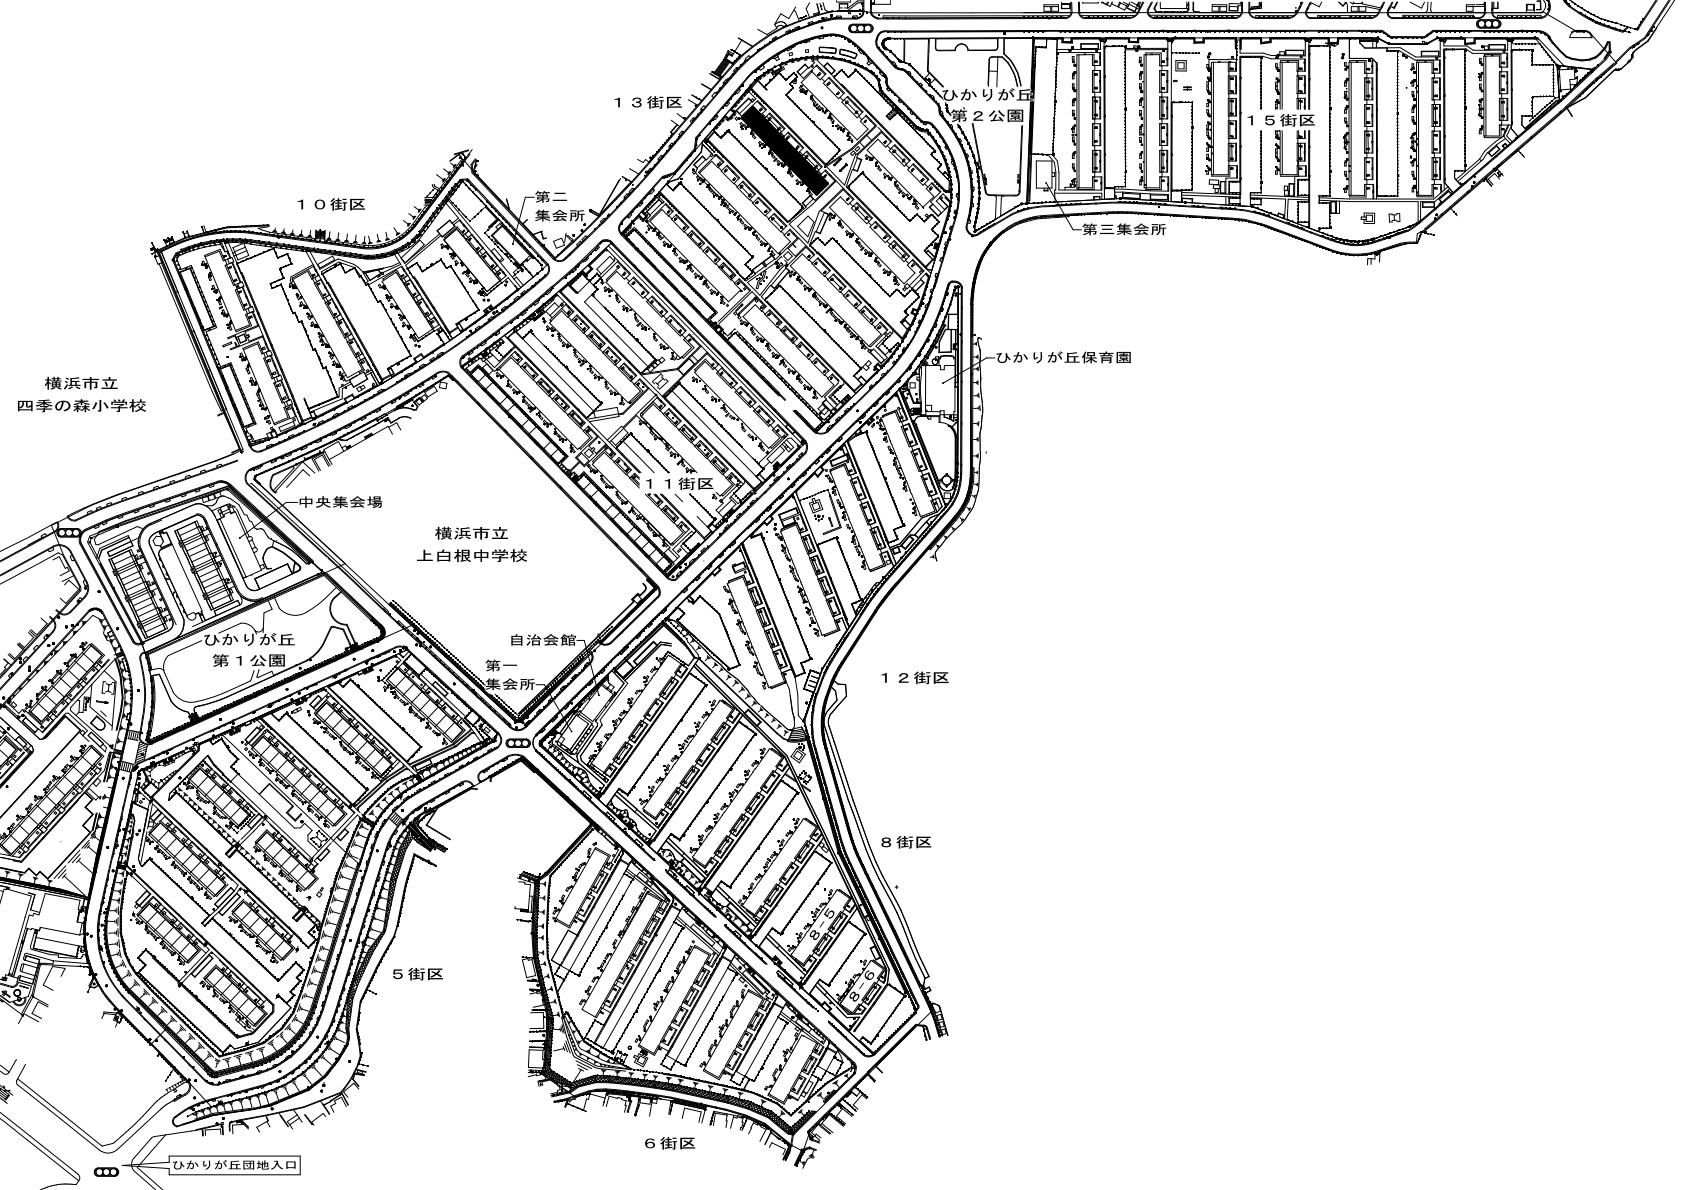 13街区
ひかりが丘
第2公園
15街区
第二
集会所
10街区
第三集会所
ひかりが丘保育園
横浜市立
四季の森小学校
11街区
中央集会場
横浜市立
上白根中学校
ひかりが丘
第1公園
自治会館
第一
集会所
12街区
8街区
8-5
8-6
5街区
6街区
ひかりが丘団地入口